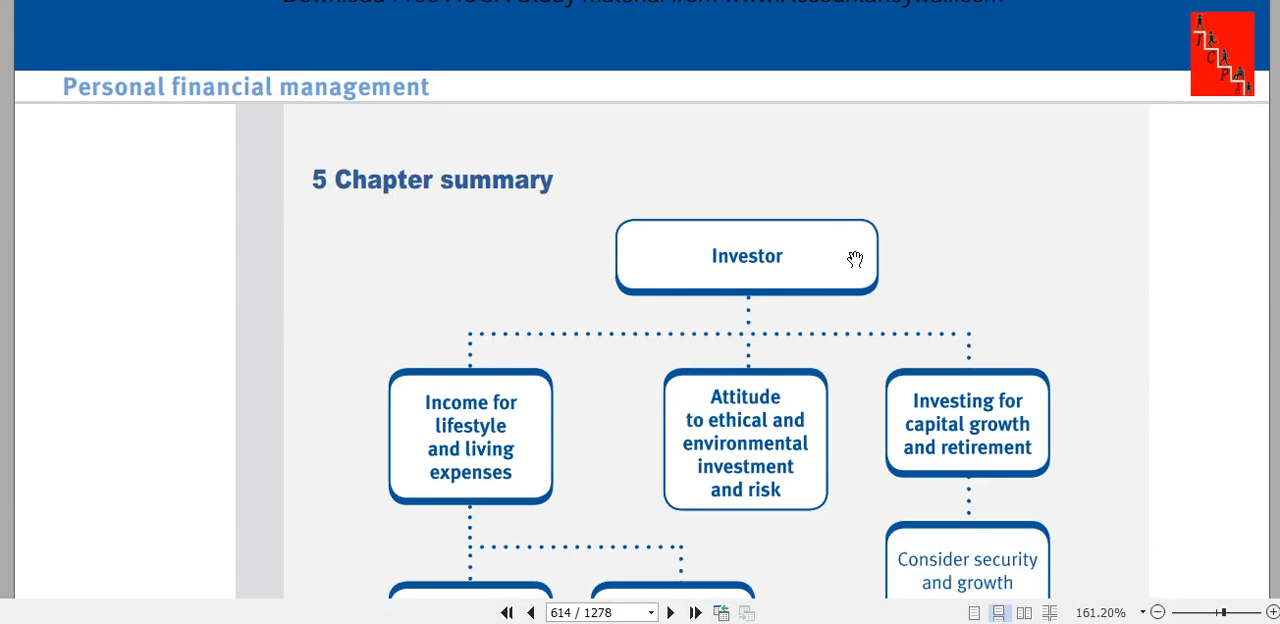 Personal financial management
I
C
P
A
5 Chapter summary
Investor
Income for
lifestyle
and living
expenses
Attitude
to ethical and
environmental
investment
and risk
Investing for
capital growth
and retirement
Consider security
and growth
614 / 1278
161.20%